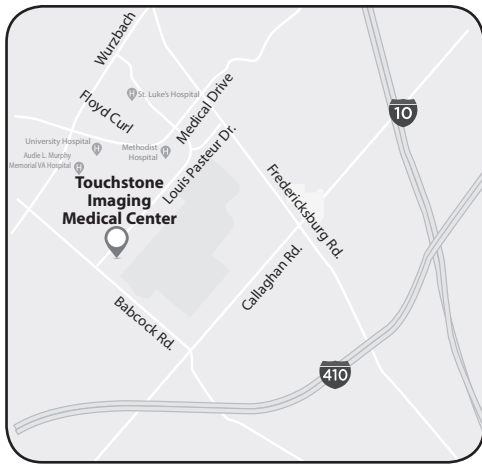 Wurzbach
H St. Luke's Hospital
Floyd Curl
Medical Drive
10
University Hospital H
Methodist
Hospital H
Audie L. Murphy
Memorial VA Hospital H
Louis Pasteur Dr.
Touchstone
Imaging
Medical Center
Fredericksburg Rd.
Callaghan Rd.
Babcock Rd.
410